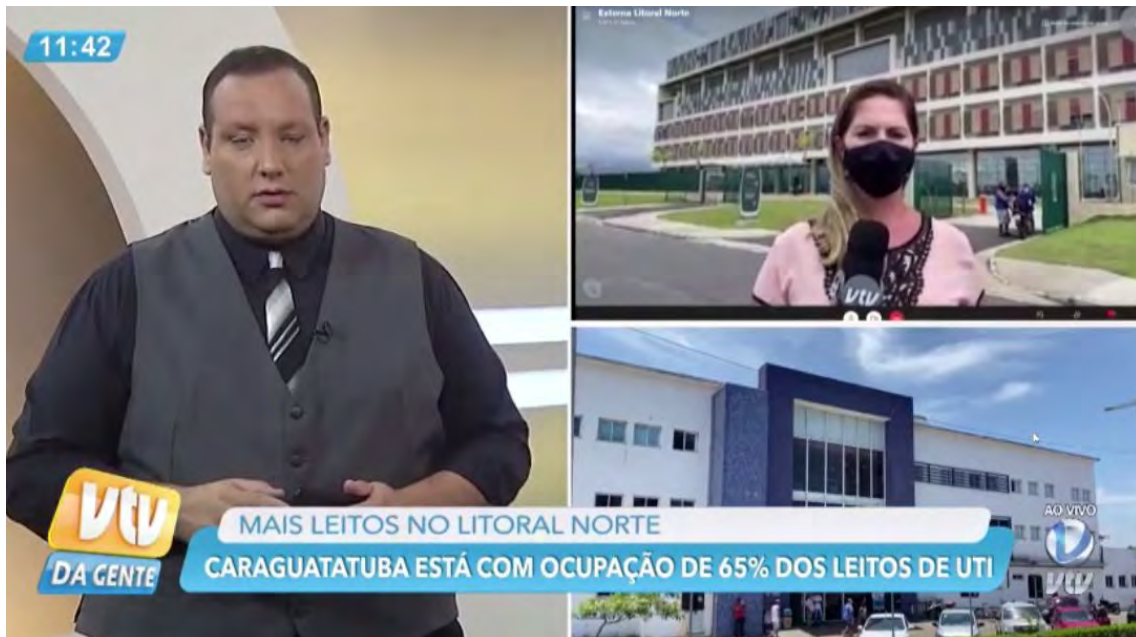 11:42
Externa Litoral Norte
vtv
MAIS LEITOS NO LITORAL NORTE
CARAGUATATUBA ESTÁ COM OCUPAÇÃO DE 65% DOS LEITOS DE UTI
vtv
DA GENTE
AO VIVO
vtv